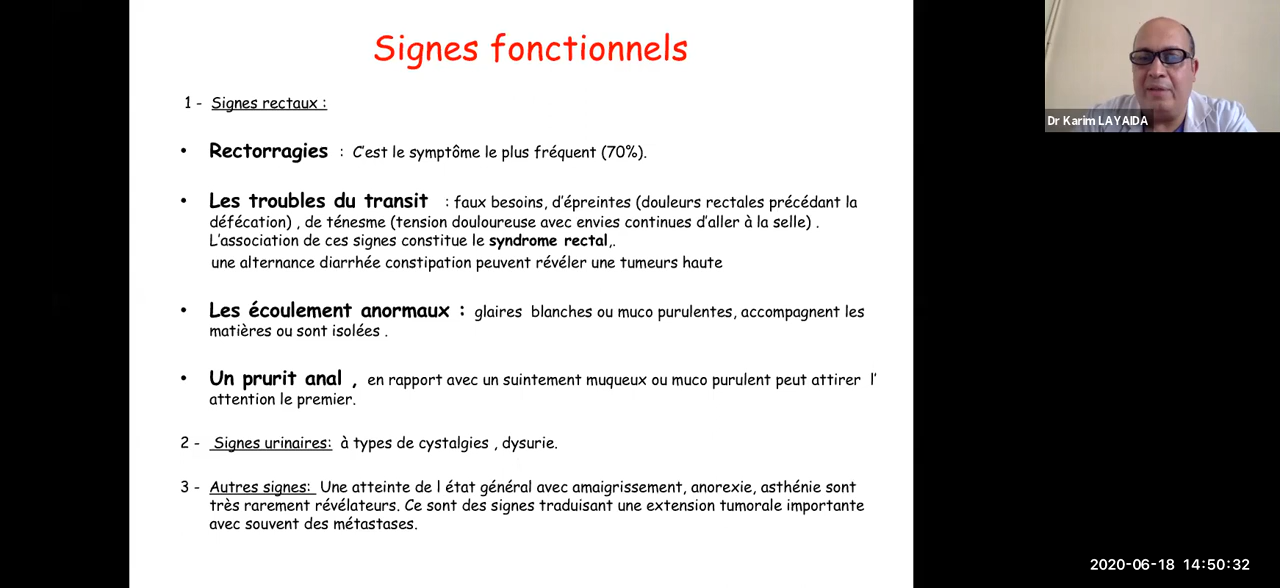 Signes fonctionnels
1 - Signes rectaux :
• Rectorragies : C'est le symptôme le plus fréquent (70%).
• Les troubles du transit : faux besoins, d'épreintes (douleurs rectales précédant la
défécation) , de ténesme (tension douloureuse avec envies continues d'aller à la selle) .
L'association de ces signes constitue le syndrome rectal,.
une alternance diarrhée constipation peuvent révéler une tumeurs haute
• Les écoulement anormaux : glaires blanches ou muco purulentes, accompagnent les
matières ou sont isolées .
• Un prurit anal , en rapport avec un suintement muqueux ou muco purulent peut attirer l'
attention le premier.
2 - Signes urinaires: à types de cystalgies , dysurie.
3 - Autres signes: Une atteinte de l état général avec amaigrissement, anorexie, asthénie sont
très rarement révélateurs. Ce sont des signes traduisant une extension tumorale importante
avec souvent des métastases.
Dr Karim LAYAIDA
2020-06-18 14:50:32